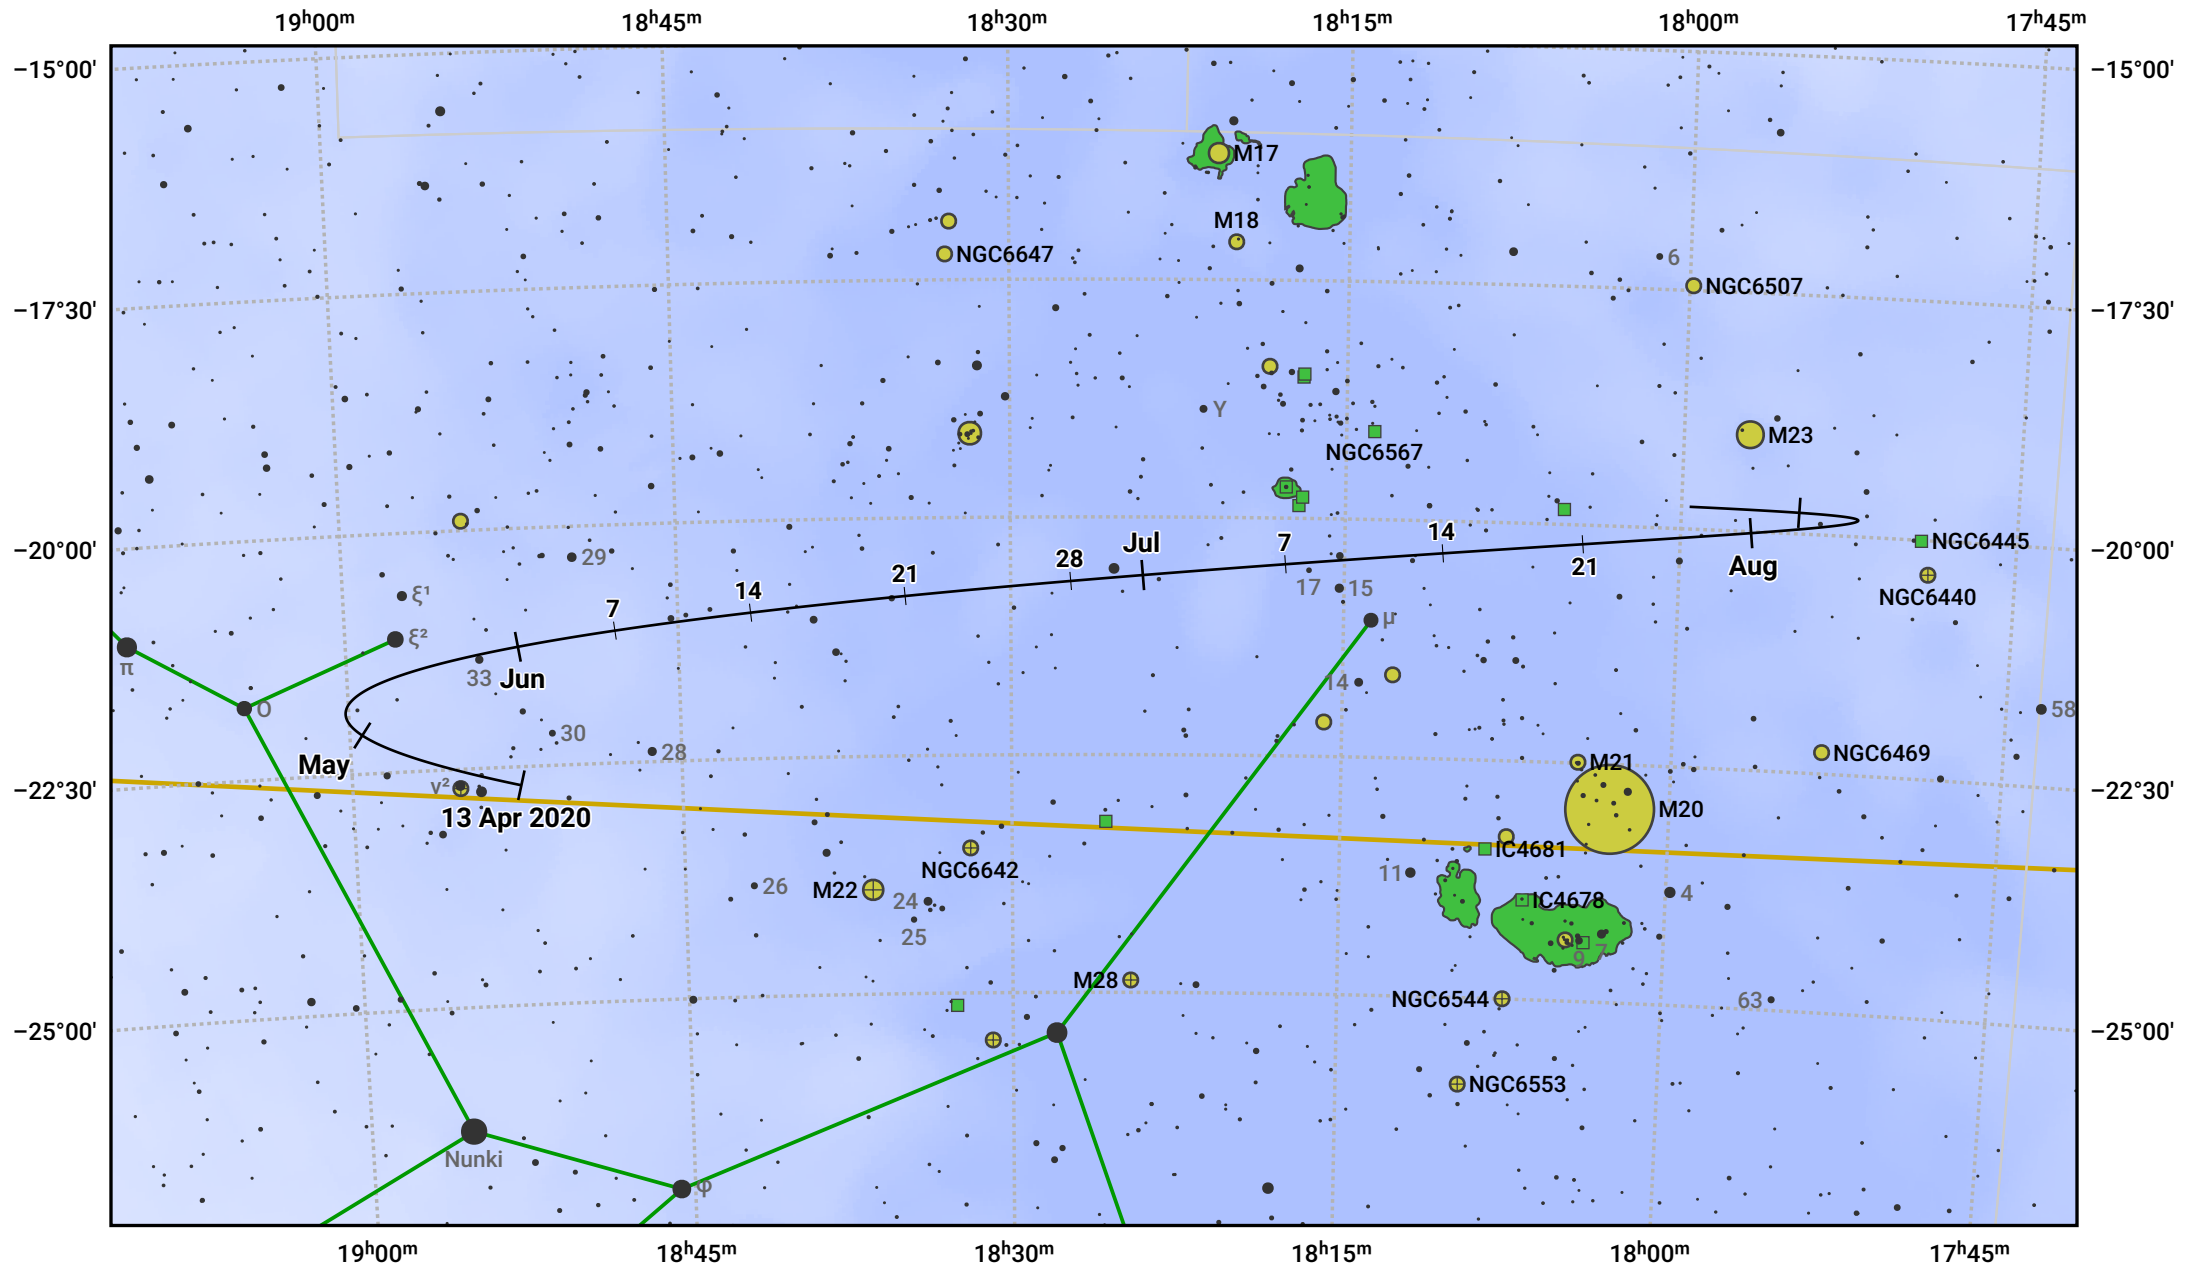 19ʰ00ᵐ 18ʰ45ᵐ 18ʰ30ᵐ 18ʰ15ᵐ 18ʰ00ᵐ 17ʰ45ᵐ
−15°00' −15°00'
M17
M18
NGC6647 6
NGC6507
−17°30' −17°30'
Y
M23
NGC6567
−20°00' 14 NGC6445 −20°00'
29 28 Jul 7 21 Aug
21
ξ¹ 14 17 15 NGC6440
7 μ
ξ²
π
33 Jun 14
ο 58
30
28 NGC6469
May M21
−22°30' ν² −22°30'
13 Apr 2020 M20
IC4681
NGC6642 11
26 M22 24 4
IC4678
25
7
9
M28
NGC6544 63
−25°00' −25°00'
NGC6553
Nunki
φ
19ʰ00ᵐ 18ʰ45ᵐ 18ʰ30ᵐ 18ʰ15ᵐ 18ʰ00ᵐ 17ʰ45ᵐ